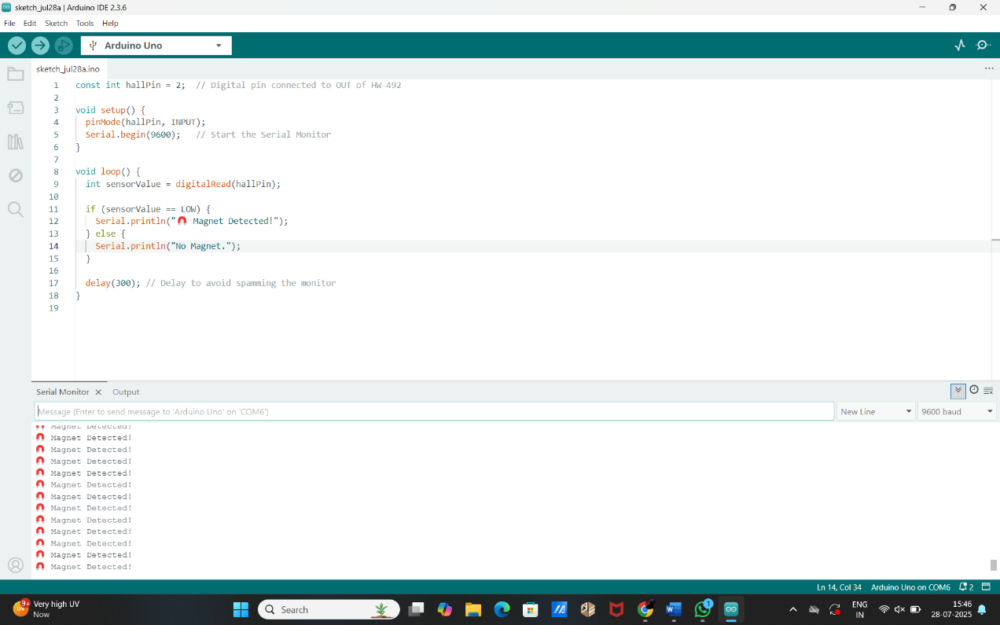 sketch_jul28a | Arduino IDE 2.3.6
File Edit Sketch Tools Help
Arduino Uno
sketch_jul28a.ino
1 const int hallPin = 2;  // Digital pin connected to OUT of HW-492
2
3 void setup() {
4   pinMode(hallPin, INPUT);
5   Serial.begin(9600);   // Start the Serial Monitor
6 }
7
8 void loop() {
9   int sensorValue = digitalRead(hallPin);
10
11   if (sensorValue == LOW) {
12     Serial.println("🧲 Magnet Detected!");
13   } else {
14     Serial.println("No Magnet.");
15   }
16
17   delay(300); // Delay to avoid spamming the monitor
18 }
19
Serial Monitor Output
Message (Enter to send message to 'Arduino Uno' on 'COM6') New Line 9600 baud
🧲 Magnet Detected!
🧲 Magnet Detected!
🧲 Magnet Detected!
🧲 Magnet Detected!
🧲 Magnet Detected!
🧲 Magnet Detected!
🧲 Magnet Detected!
🧲 Magnet Detected!
🧲 Magnet Detected!
🧲 Magnet Detected!
🧲 Magnet Detected!
🧲 Magnet Detected!
🧲 Magnet Detected!
Ln 14, Col 34 Arduino Uno on COM6 2
9+ Very high UV
Now
Search
1
ENG
IN
15:46
28-07-2025